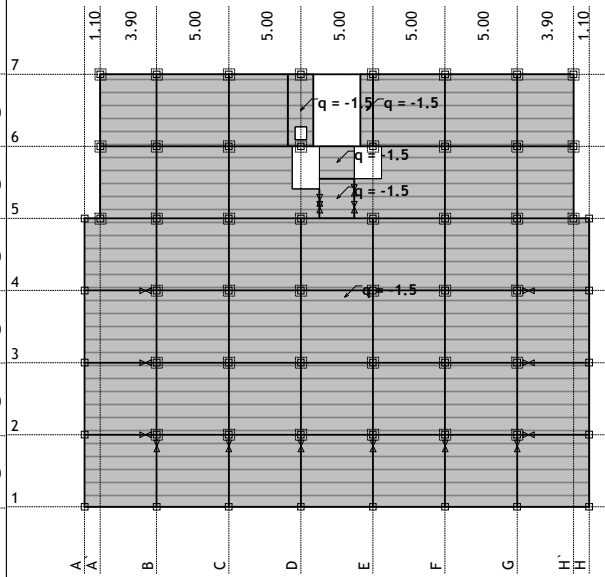 1.10 3.90 5.00 5.00 5.00 5.00 5.00 3.90 1.10
7
q = -1.5 q = -1.5
6
q = -1.5
q = -1.5
5
4
q = -1.5
3
2
1
A A´ B C D E F G H´ H